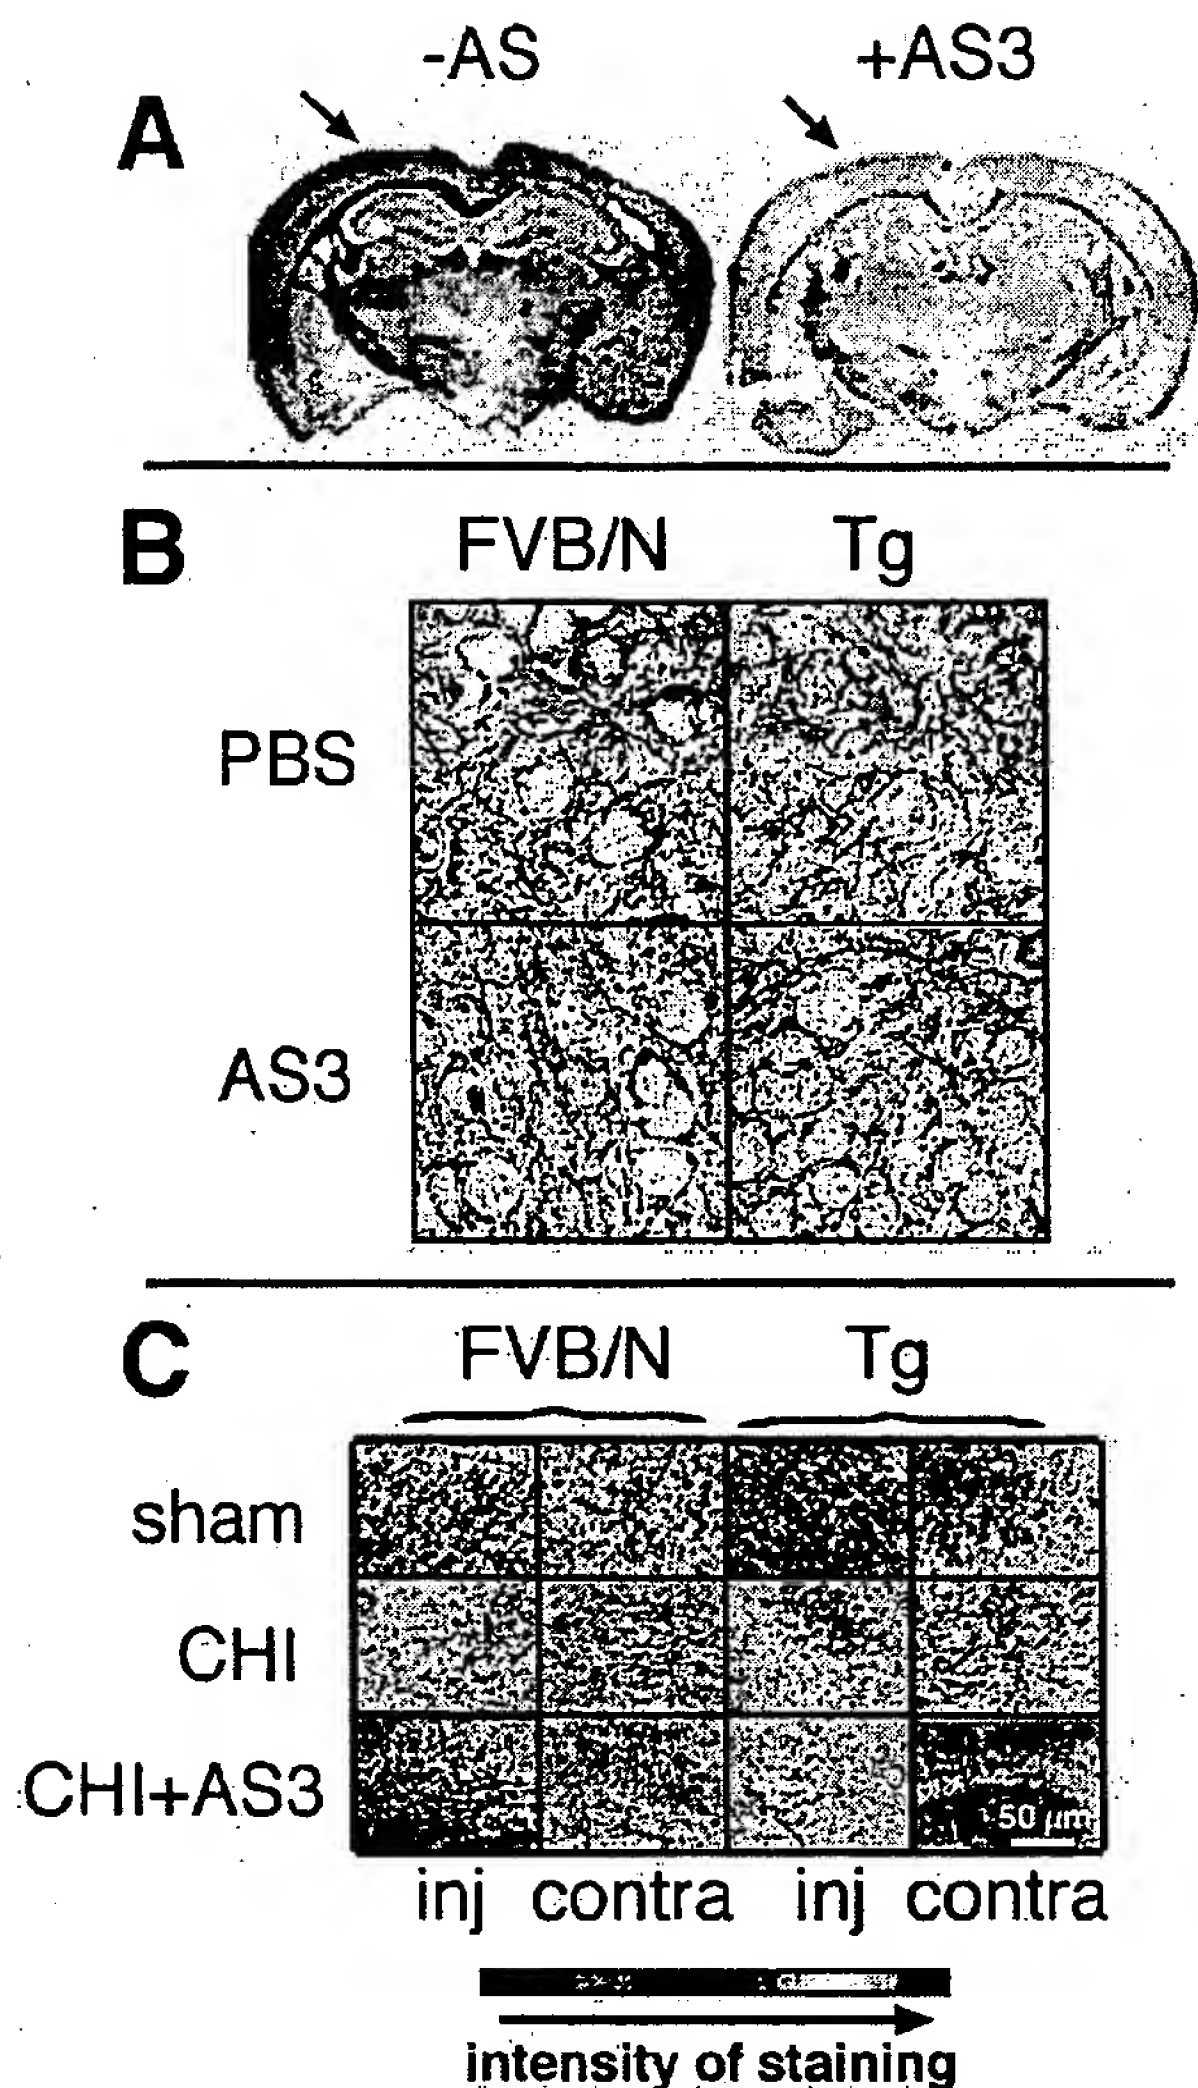 -AS +AS3
A
B
FVB/N Tg
PBS
AS3
C
FVB/N Tg
sham
CHI
CHI+AS3
50 µm
inj contra inj contra
intensity of staining